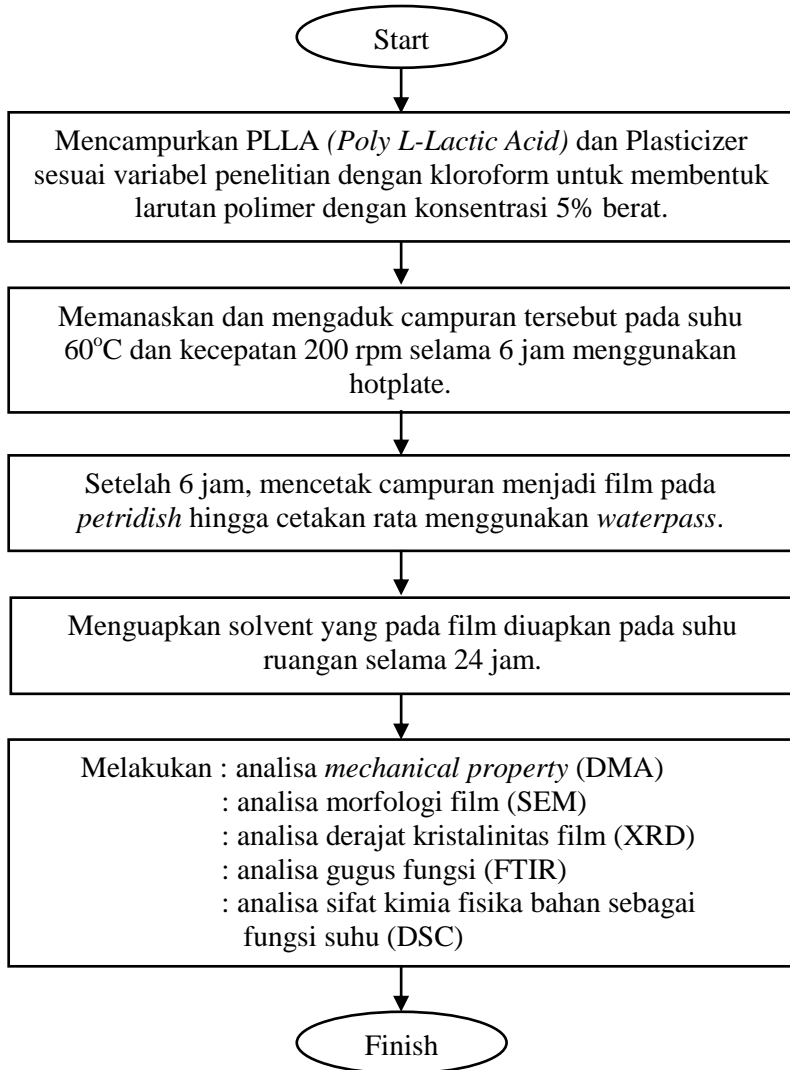 Start
Mencampurkan PLLA (Poly L-Lactic Acid) dan Plasticizer
sesuai variabel penelitian dengan kloroform untuk membentuk
larutan polimer dengan konsentrasi 5% berat.
Memanaskan dan mengaduk campuran tersebut pada suhu
60°C dan kecepatan 200 rpm selama 6 jam menggunakan
hotplate.
Setelah 6 jam, mencetak campuran menjadi film pada
petridish hingga cetakan rata menggunakan waterpass.
Menguapkan solvent yang pada film diuapkan pada suhu
ruangan selama 24 jam.
Melakukan : analisa mechanical property (DMA)
: analisa morfologi film (SEM)
: analisa derajat kristalinitas film (XRD)
: analisa gugus fungsi (FTIR)
: analisa sifat kimia fisika bahan sebagai
fungsi suhu (DSC)
Finish